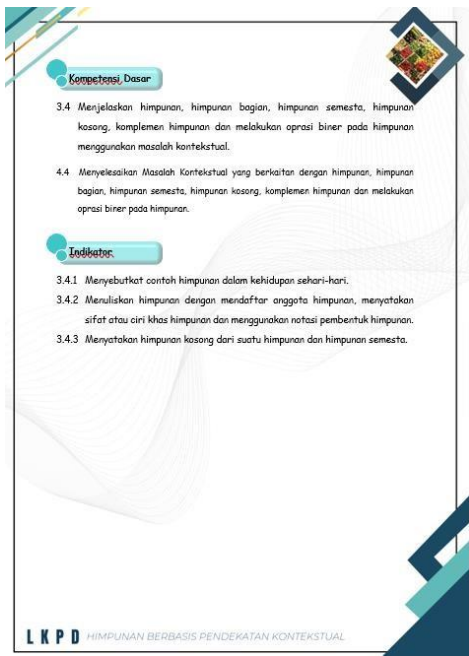 Kompetensi Dasar
3.4 Menjelaskan himpunan, himpunan bagian, himpunan semesta, himpunan
kosong, komplemen himpunan dan melakukan oprasi biner pada himpunan
menggunakan masalah kontekstual.
4.4 Menyelesaikan Masalah Kontekstual yang berkaitan dengan himpunan, himpunan
bagian, himpunan semesta, himpunan kosong, komplemen himpunan dan melakukan
oprasi biner pada himpunan.
Indikator
3.4.1 Menyebutkat contoh himpunan dalam kehidupan sehari-hari.
3.4.2 Menuliskan himpunan dengan mendaftar anggota himpunan, menyatakan
sifat atau ciri khas himpunan dan menggunakan notasi pembentuk himpunan.
3.4.3 Menyatakan himpunan kosong dari suatu himpunan dan himpunan semesta.
LKPD HIMPUNAN BERBASIS PENDEKATAN KONTEKSTUAL